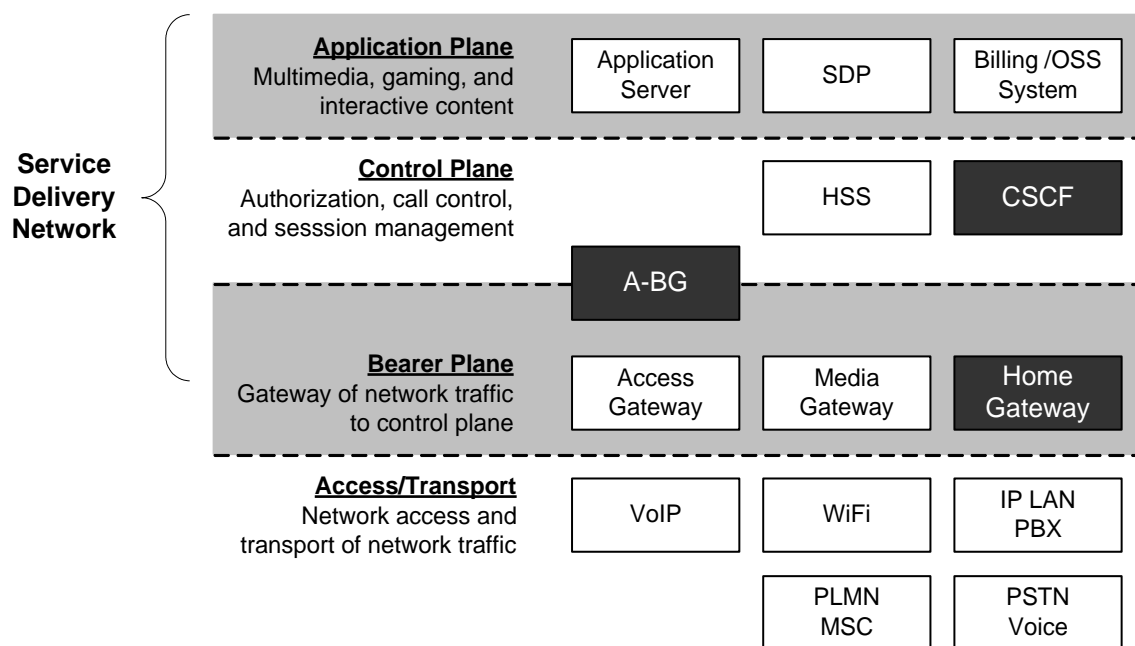 Service
Delivery
Network
Application Plane
Multimedia, gaming, and
interactive content
Application
Server
SDP
Billing /OSS
System
Control Plane
Authorization, call control,
and sesssion management
HSS
CSCF
A-BG
Bearer Plane
Gateway of network traffic
to control plane
Access
Gateway
Media
Gateway
Home
Gateway
Access/Transport
Network access and
transport of network traffic
VoIP
WiFi
IP LAN
PBX
PLMN
MSC
PSTN
Voice